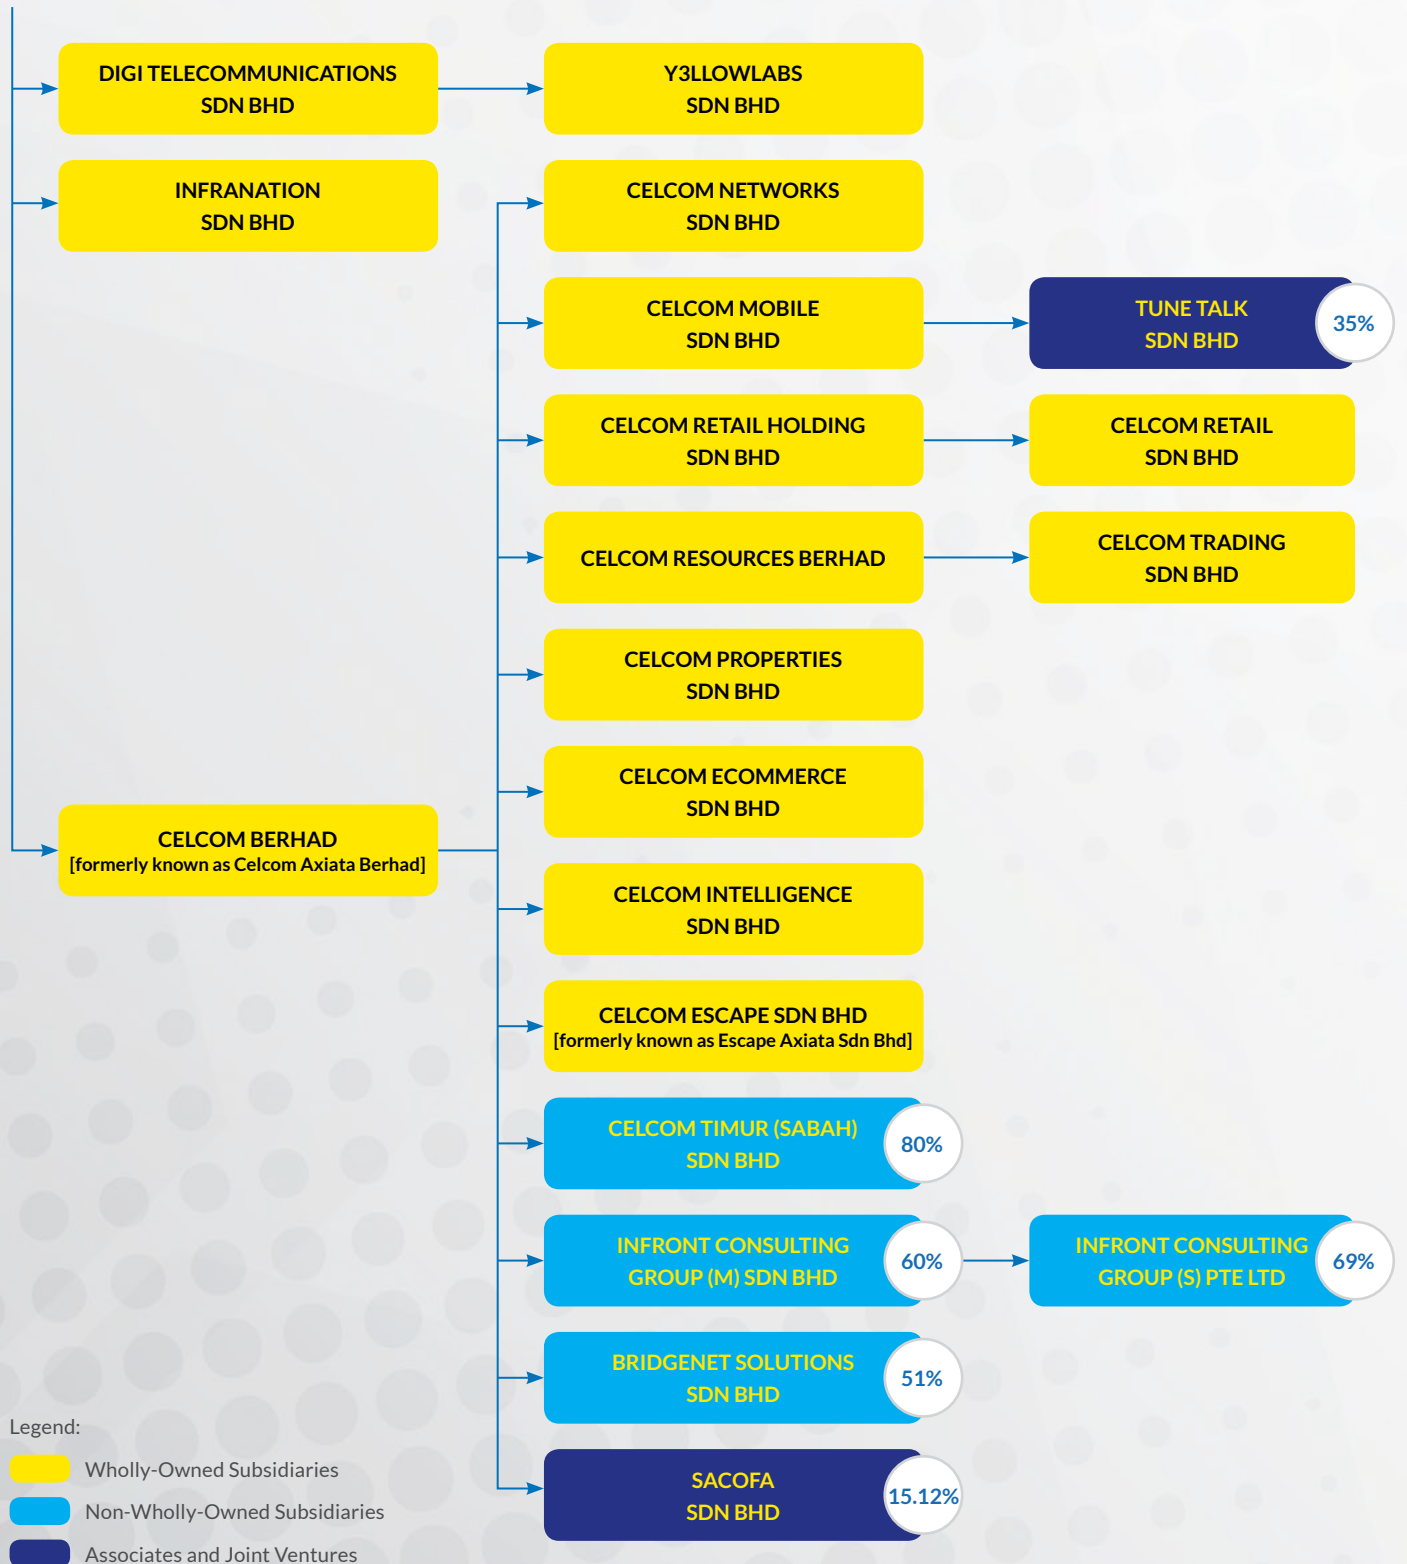 DIGI TELECOMMUNICATIONS
SDN BHD
Y3LLOWLABS
SDN BHD
INFRANATION
SDN BHD
CELCOM NETWORKS
SDN BHD
CELCOM MOBILE
SDN BHD
TUNE TALK
SDN BHD
35%
CELCOM RETAIL HOLDING
SDN BHD
CELCOM RETAIL
SDN BHD
CELCOM RESOURCES BERHAD
CELCOM TRADING
SDN BHD
CELCOM PROPERTIES
SDN BHD
CELCOM ECOMMERCE
SDN BHD
CELCOM BERHAD
[formerly known as Celcom Axiata Berhad]
CELCOM INTELLIGENCE
SDN BHD
CELCOM ESCAPE SDN BHD
[formerly known as Escape Axiata Sdn Bhd]
CELCOM TIMUR (SABAH)
SDN BHD
80%
INFRONT CONSULTING
GROUP (M) SDN BHD
60%
INFRONT CONSULTING
GROUP (S) PTE LTD
69%
BRIDGENET SOLUTIONS
SDN BHD
51%
SACOFA
SDN BHD
15.12%
Legend:
Wholly-Owned Subsidiaries
Non-Wholly-Owned Subsidiaries
Associates and Joint Ventures